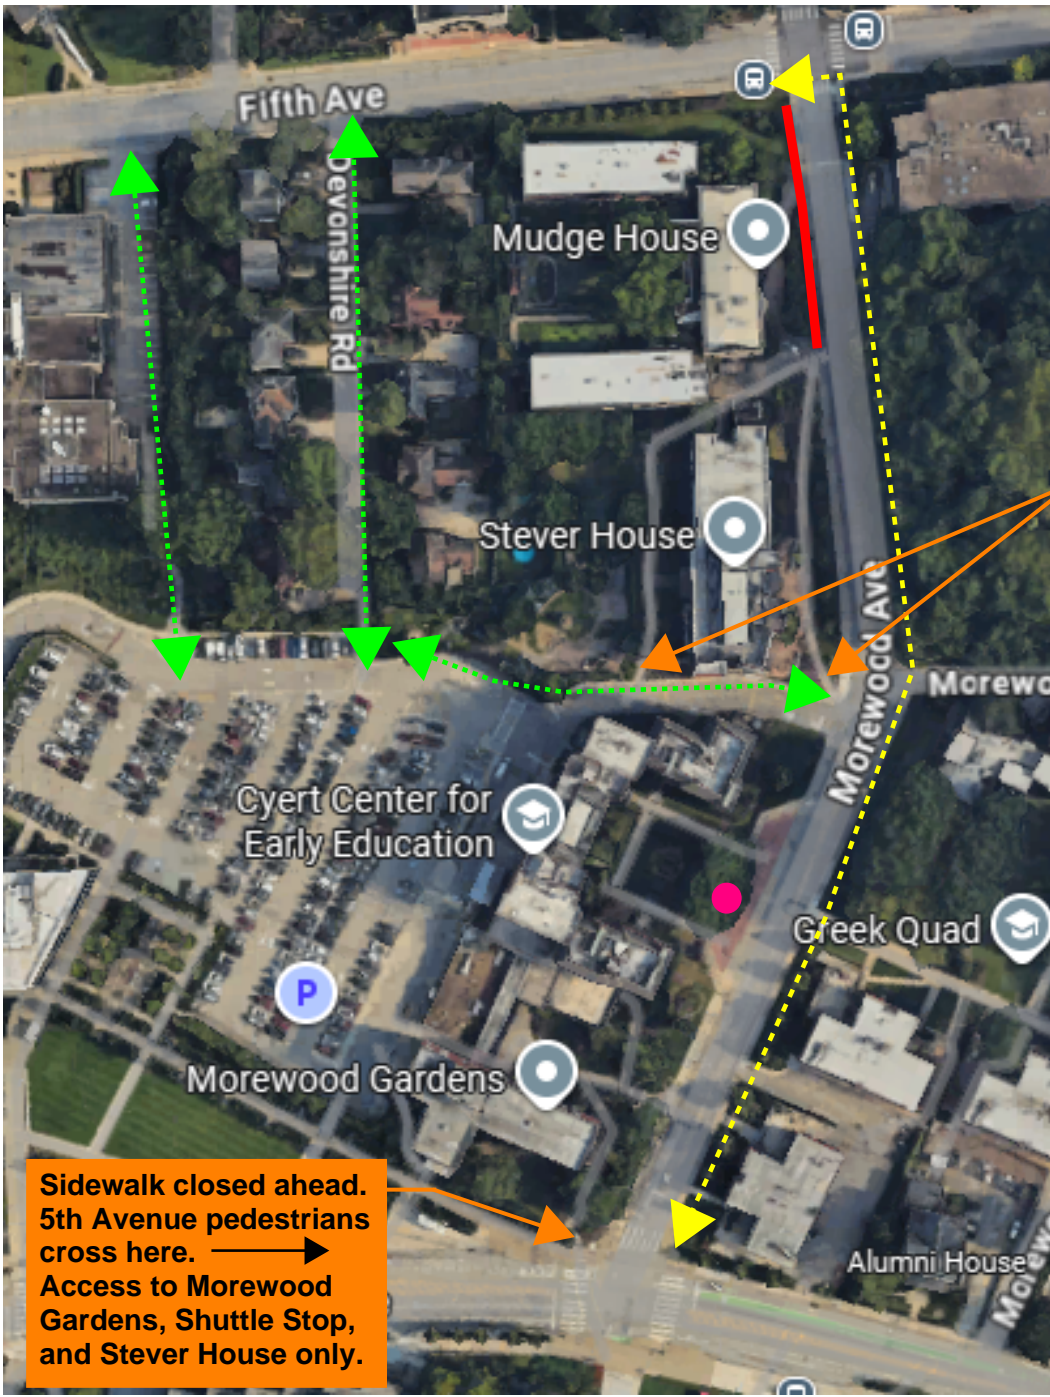 Fifth Ave
Devonshire Rd
Mudge House
Stever House
Morewood Ave
Morewo
Cyert Center for
Early Education
Greek Quad
P
Morewood Gardens
Sidewalk closed ahead.
5th Avenue pedestrians
cross here.
Access to Morewood
Gardens, Shuttle Stop,
and Stever House only.
Alumni House
Morew